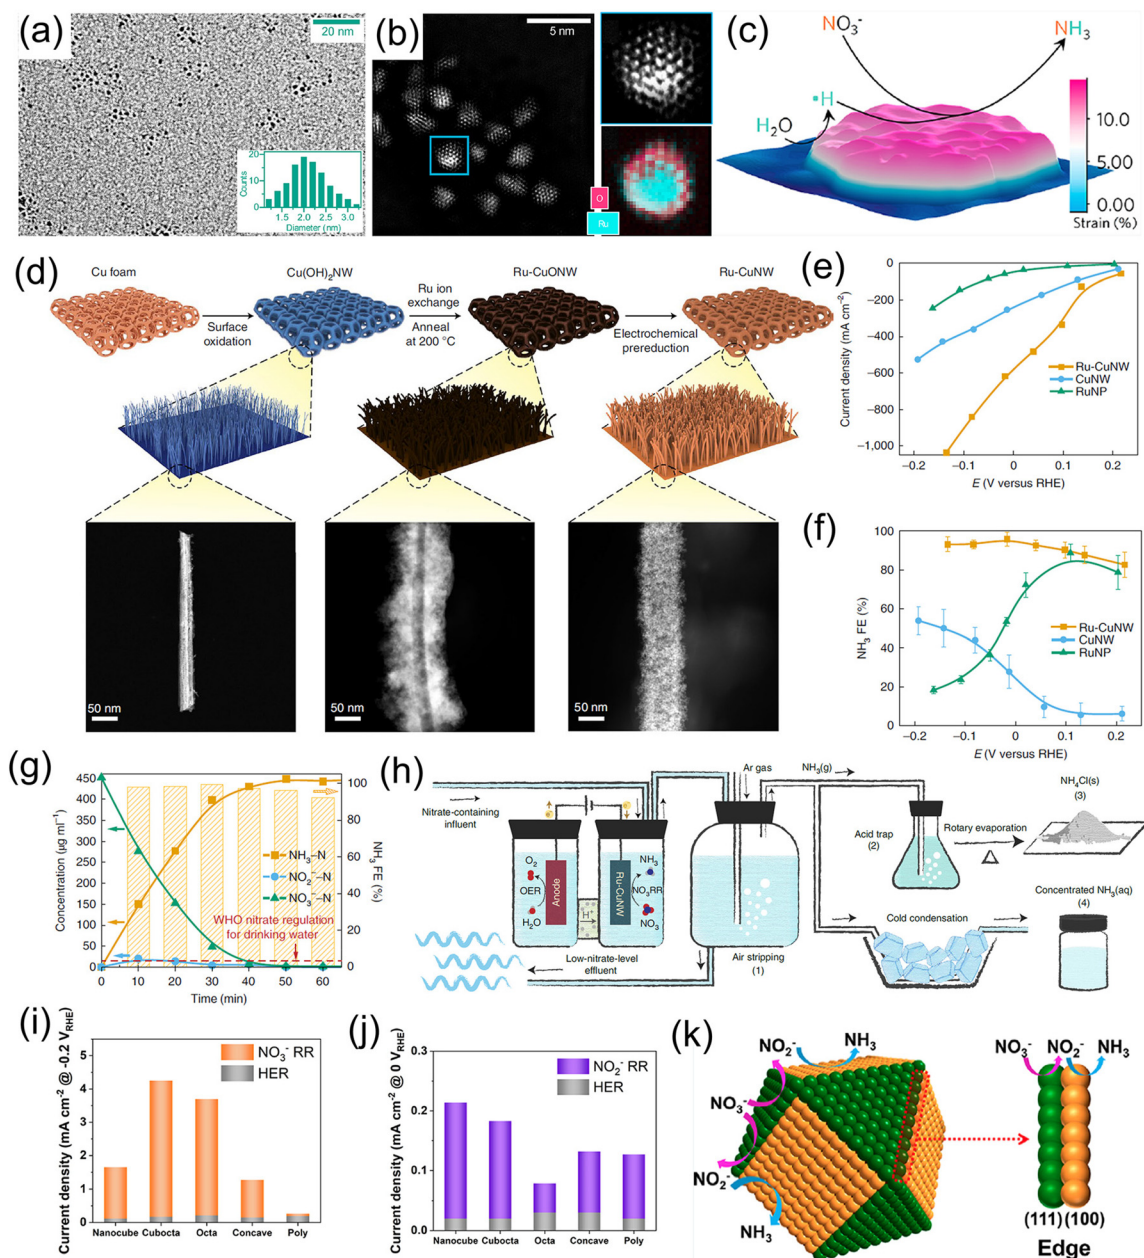 (a)
20 nm
20
10
0
Counts
1.5 2.0 2.5 3.0
Diameter (nm)
(b)
5 nm
O
Ru
(c)
NO₃⁻
NH₃
•H
H₂O
10.0
5.00
0.00
Strain (%)
(d)
Cu foam
Cu(OH)₂NW
Ru-CuONW
Ru-CuNW
Surface
oxidation
Ru ion
exchange
Anneal
at 200 °C
Electrochemical
prereduction
50 nm
50 nm
50 nm
(e)
Current density (mA cm⁻²)
0
−200
−400
−600
−800
−1,000
Ru-CuNW
CuNW
RuNP
−0.2 −0.1 0 0.1 0.2
E (V versus RHE)
(f)
NH₃ FE (%)
100
80
60
40
20
0
Ru-CuNW
CuNW
RuNP
−0.2 −0.1 0 0.1 0.2
E (V versus RHE)
(g)
Concentration (µg ml⁻¹)
450
400
350
300
250
200
150
100
50
0
NH₃–N
NO₂⁻–N
NO₃⁻–N
WHO nitrate regulation
for drinking water
100
80
60
40
20
0
NH₃ FE (%)
0 10 20 30 40 50 60
Time (min)
(h)
Nitrate-containing
influent
Ar gas
NH₃(g)
O₂
OER
H₂O
Anode
H⁺
Ru-CuNW
NH₃
NO₃RR
NO₃⁻
Low-nitrate-level
effluent
Air stripping
(1)
Acid trap
(2)
Rotary evaporation
NH₄Cl(s)
(3)
Cold condensation
Concentrated NH₃(aq)
(4)
(i)
Current density (mA cm⁻² @ -0.2 V_RHE)
5
4
3
2
1
0
NO₃⁻ RR
HER
Nanocube Cubocta Octa Concave Poly
(j)
Current density (mA cm⁻² @ 0 V_RHE)
0.3
0.2
0.1
0.0
NO₂⁻ RR
HER
Nanocube Cubocta Octa Concave Poly
(k)
NO₂⁻
NH₃
NO₃⁻
NO₂⁻
NH₃
NO₃⁻ NO₂⁻ NH₃
(111) (100)
Edge